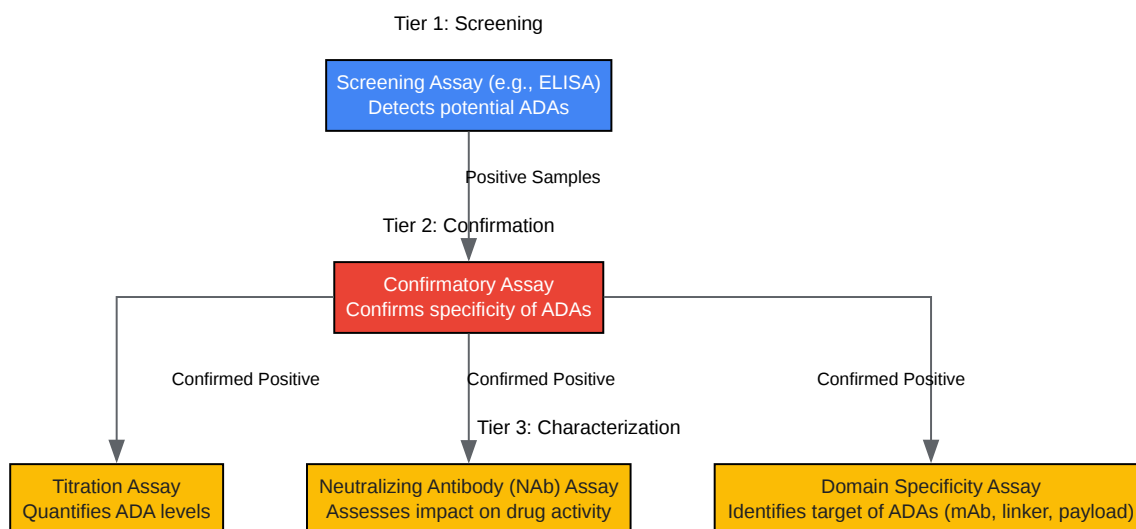 Tier 1: Screening
Screening Assay (e.g., ELISA)
Detects potential ADAs
Positive Samples
Tier 2: Confirmation
Confirmatory Assay
Confirms specificity of ADAs
Confirmed Positive
Confirmed Positive
Confirmed Positive
Tier 3: Characterization
Titration Assay
Quantifies ADA levels
Neutralizing Antibody (NAb) Assay
Assesses impact on drug activity
Domain Specificity Assay
Identifies target of ADAs (mAb, linker, payload)